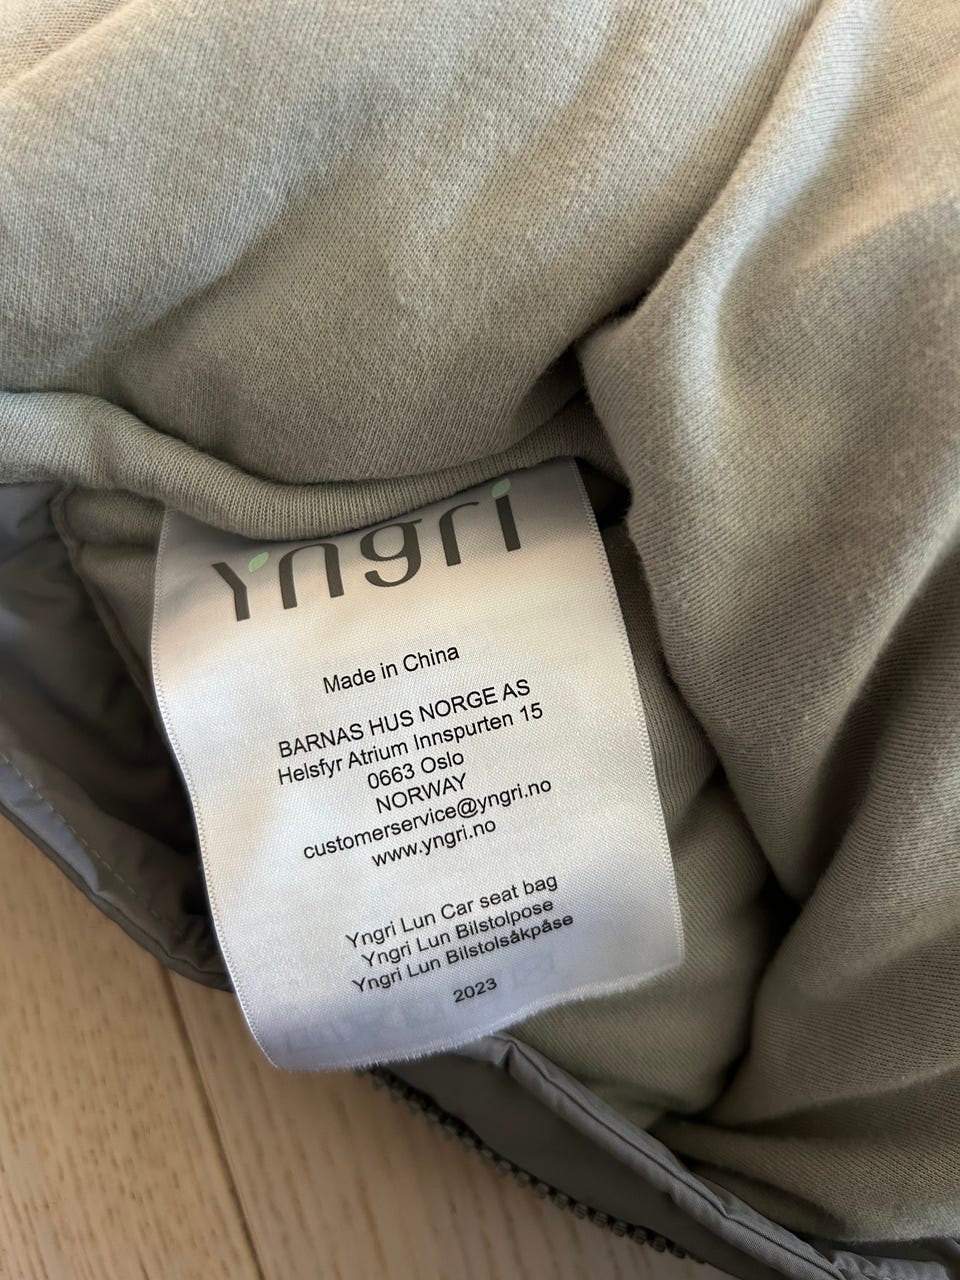 Yngri
Made in China
BARNAS HUS NORGE AS
Helsfyr Atrium Innspurten 15
0663 Oslo
NORWAY
customerservice@yngri.no
www.yngri.no
Yngri Lun Car seat bag
Yngri Lun Bilstolpose
Yngri Lun Bilstolsåkpåse
2023